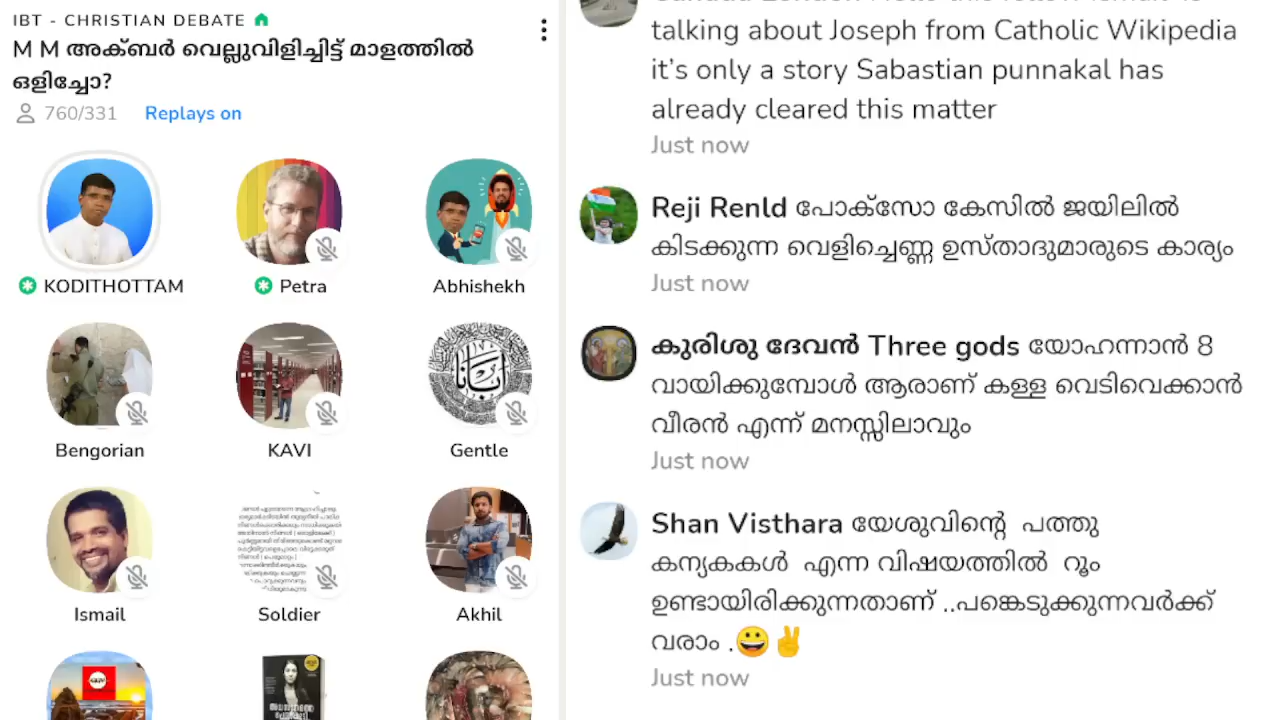 IBT - CHRISTIAN DEBATE
M M അക്ബർ വെല്ലുവിളിച്ചിട്ട് മാളത്തിൽ
ഒളിച്ചോ?
760/331 Replays on
KODITHOTTAM
Petra
Abhishekh
Bengorian
KAVI
Gentle
Ismail
Soldier
Akhil
talking about Joseph from Catholic Wikipedia
it's only a story Sabastian punnakal has
already cleared this matter
Just now
Reji Renld പോക്സോ കേസിൽ ജയിലിൽ
കിടക്കുന്ന വെളിച്ചെണ്ണ ഉസ്താദുമാരുടെ കാര്യം
Just now
കുരിശു ദേവൻ Three gods യോഹന്നാൻ 8
വായിക്കുമ്പോൾ ആരാണ് കള്ള വെടിവെക്കാൻ
വീരൻ എന്ന് മനസ്സിലാവും
Just now
Shan Visthara യേശുവിന്റെ പത്തു
കന്യകകൾ എന്ന വിഷയത്തിൽ റൂം
ഉണ്ടായിരിക്കുന്നതാണ് ..പങ്കെടുക്കുന്നവർക്ക്
വരാം .😀✌️
Just now